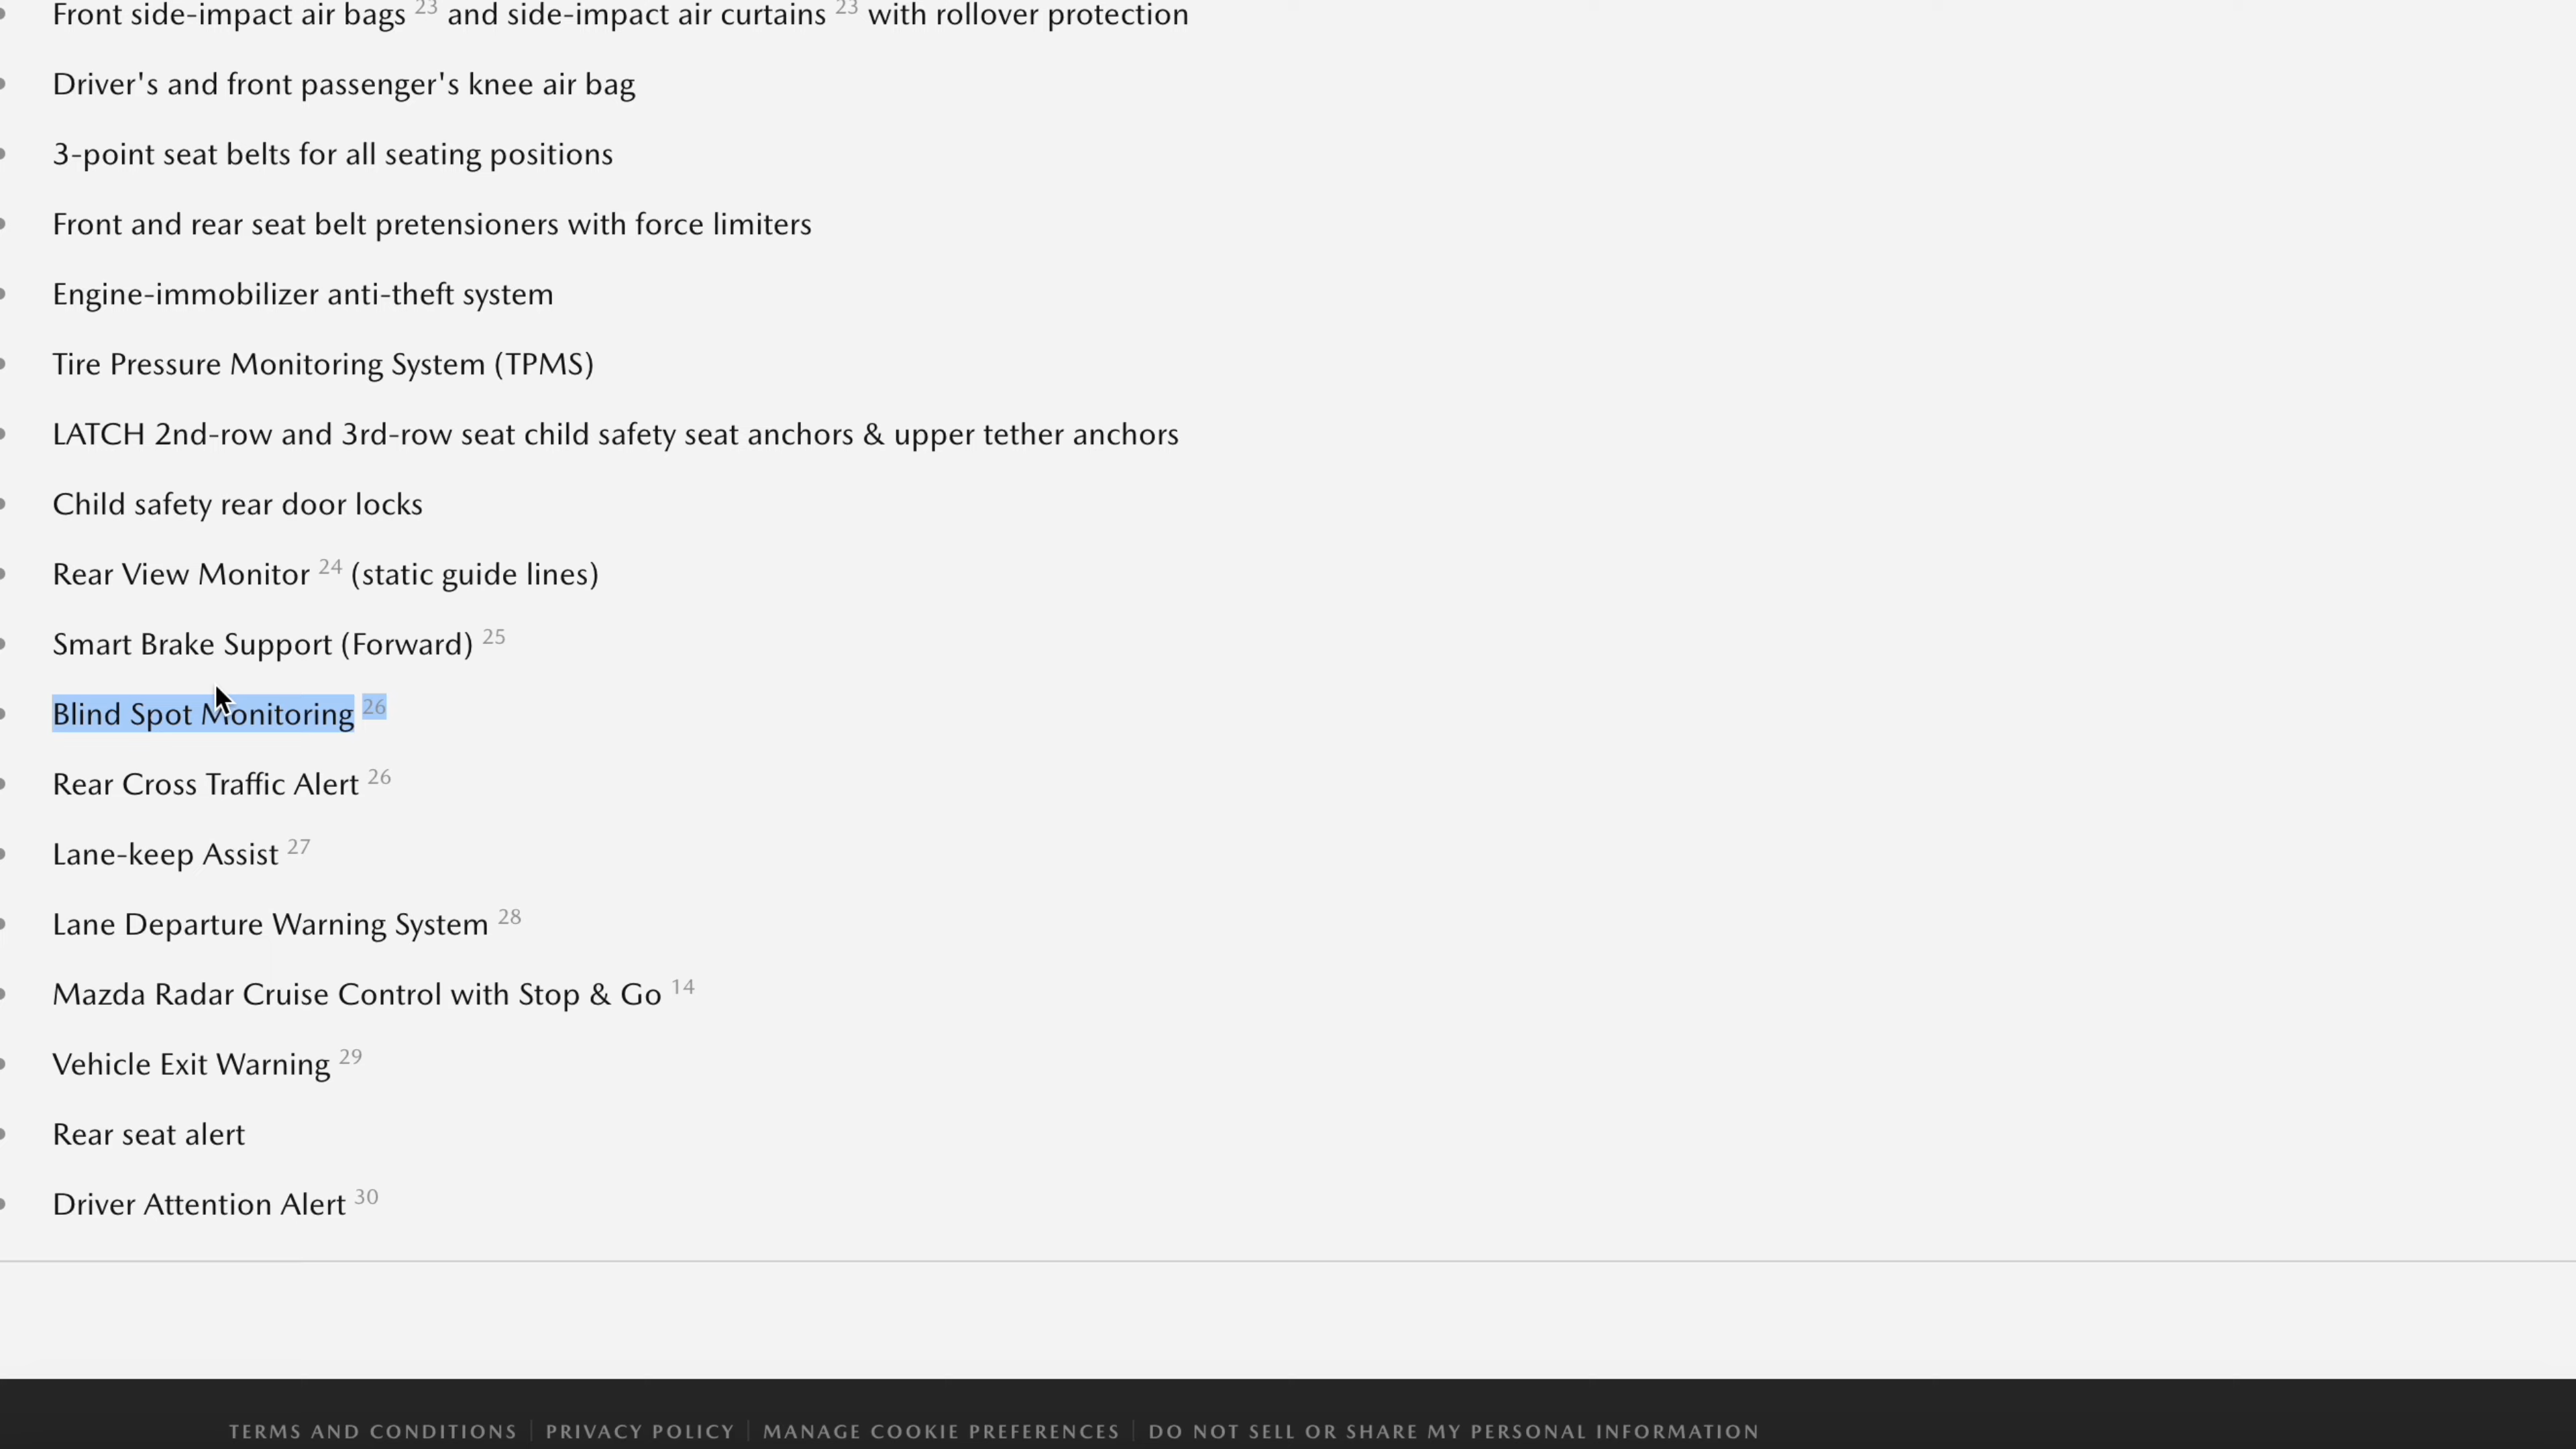 Front side-impact air bags 23 and side-impact air curtains 23 with rollover protection
Driver's and front passenger's knee air bag
3-point seat belts for all seating positions
Front and rear seat belt pretensioners with force limiters
Engine-immobilizer anti-theft system
Tire Pressure Monitoring System (TPMS)
LATCH 2nd-row and 3rd-row seat child safety seat anchors & upper tether anchors
Child safety rear door locks
Rear View Monitor 24 (static guide lines)
Smart Brake Support (Forward) 25
Blind Spot Monitoring 26
Rear Cross Traffic Alert 26
Lane-keep Assist 27
Lane Departure Warning System 28
Mazda Radar Cruise Control with Stop & Go 14
Vehicle Exit Warning 29
Rear seat alert
Driver Attention Alert 30
TERMS AND CONDITIONS | PRIVACY POLICY | MANAGE COOKIE PREFERENCES | DO NOT SELL OR SHARE MY PERSONAL INFORMATION